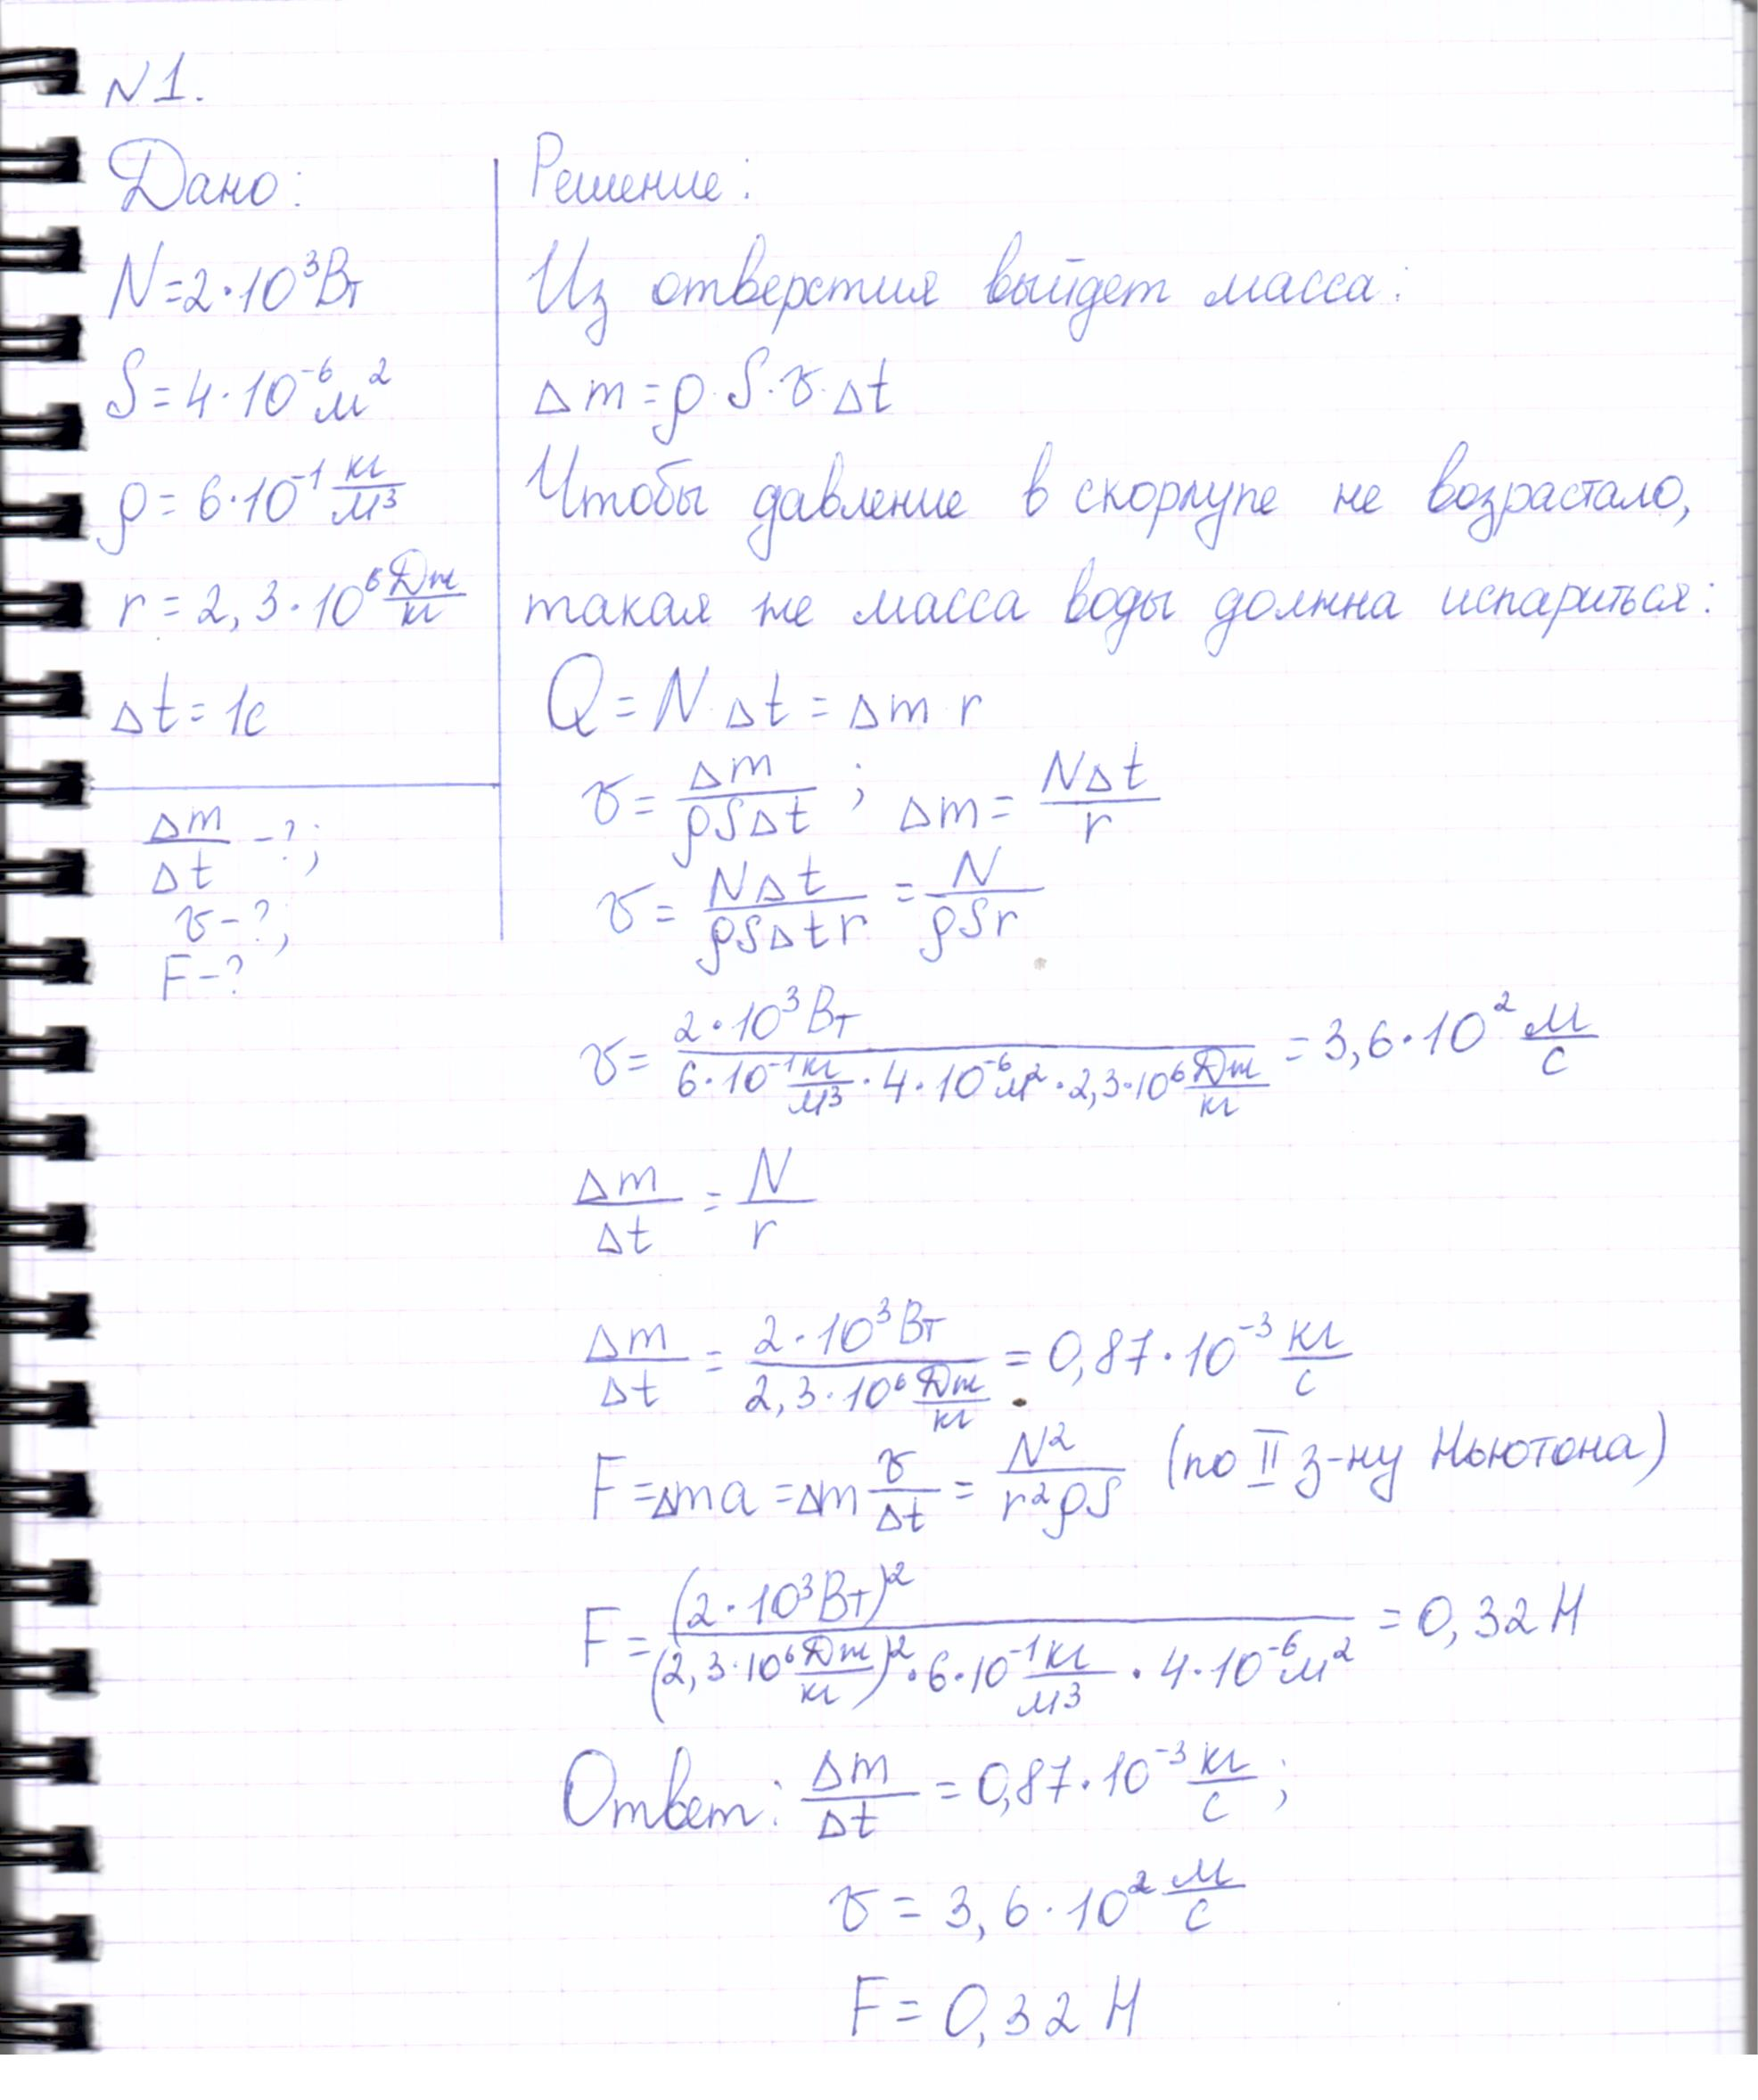 N1.
Дано:
N=2·10³Вт
S=4·10⁻⁶м²
ρ=6·10⁻¹ кг/м³
r=2,3·10⁶ Дж/кг
Δt=1с
Δm/Δt -?;
v-?;
F-?
Решение:
Из отверстия выйдет масса:
Δm=ρ·S·v·Δt
Чтобы давление в скорлупе не возрастало,
такая же масса воды должна испариться:
Q=N·Δt=Δm r
v=Δm/ρSΔt; Δm=NΔt/r
v=NΔt/ρSΔtr=N/ρSr
v=2·10³Вт/6·10⁻¹кг/м³·4·10⁻⁶м²·2,3·10⁶Дж/кг=3,6·10² м/с
Δm/Δt=N/r
Δm/Δt=2·10³Вт/2,3·10⁶Дж/кг=0,87·10⁻³ кг/с
F=Δma=Δm v/Δt=N²/r²ρS (по II з-ну Ньютона)
F=(2·10³Вт)²/(2,3·10⁶Дж/кг)²·6·10⁻¹кг/м³·4·10⁻⁶м²=0,32 Н
Ответ: Δm/Δt=0,87·10⁻³ кг/с;
v=3,6·10² м/с
F=0,32 Н